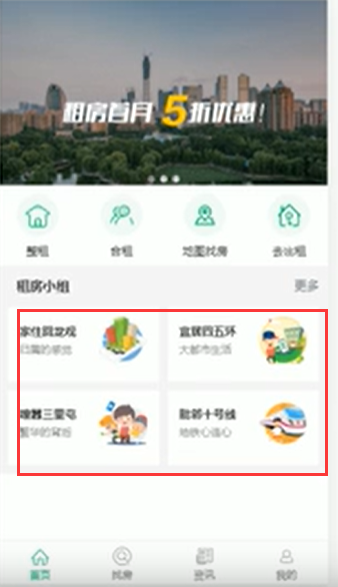 租房首月 5折优惠!
整租 合租 地图找房 去出租
租房小组 更多
家住回龙观 宜居四五环
归属的感觉 大都市生活
喧嚣三里屯 毗邻十号线
繁华的背后 地铁心连心
首页 找房 资讯 我的